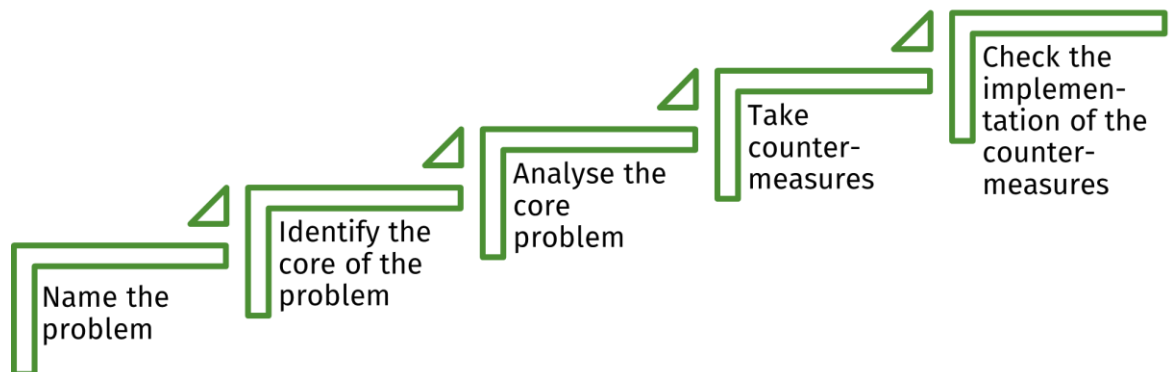 Name the
problem
Identify the
core of the
problem
Analyse the
core
problem
Take
counter-
measures
Check the
implemen-
tation of the
counter-
measures